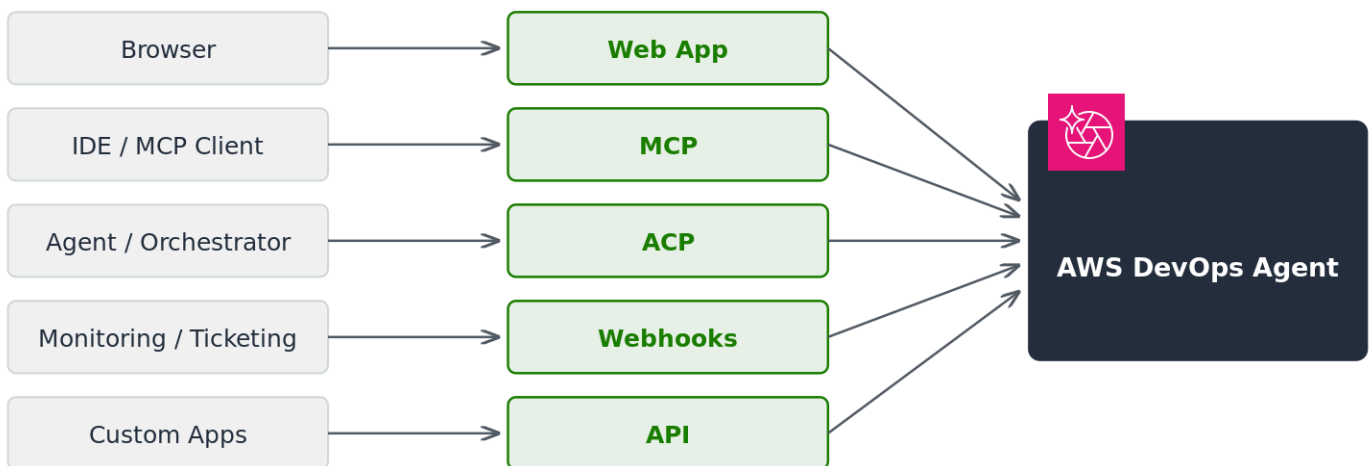 Browser
Web App
IDE / MCP Client
MCP
Agent / Orchestrator
ACP
AWS DevOps Agent
Monitoring / Ticketing
Webhooks
Custom Apps
API